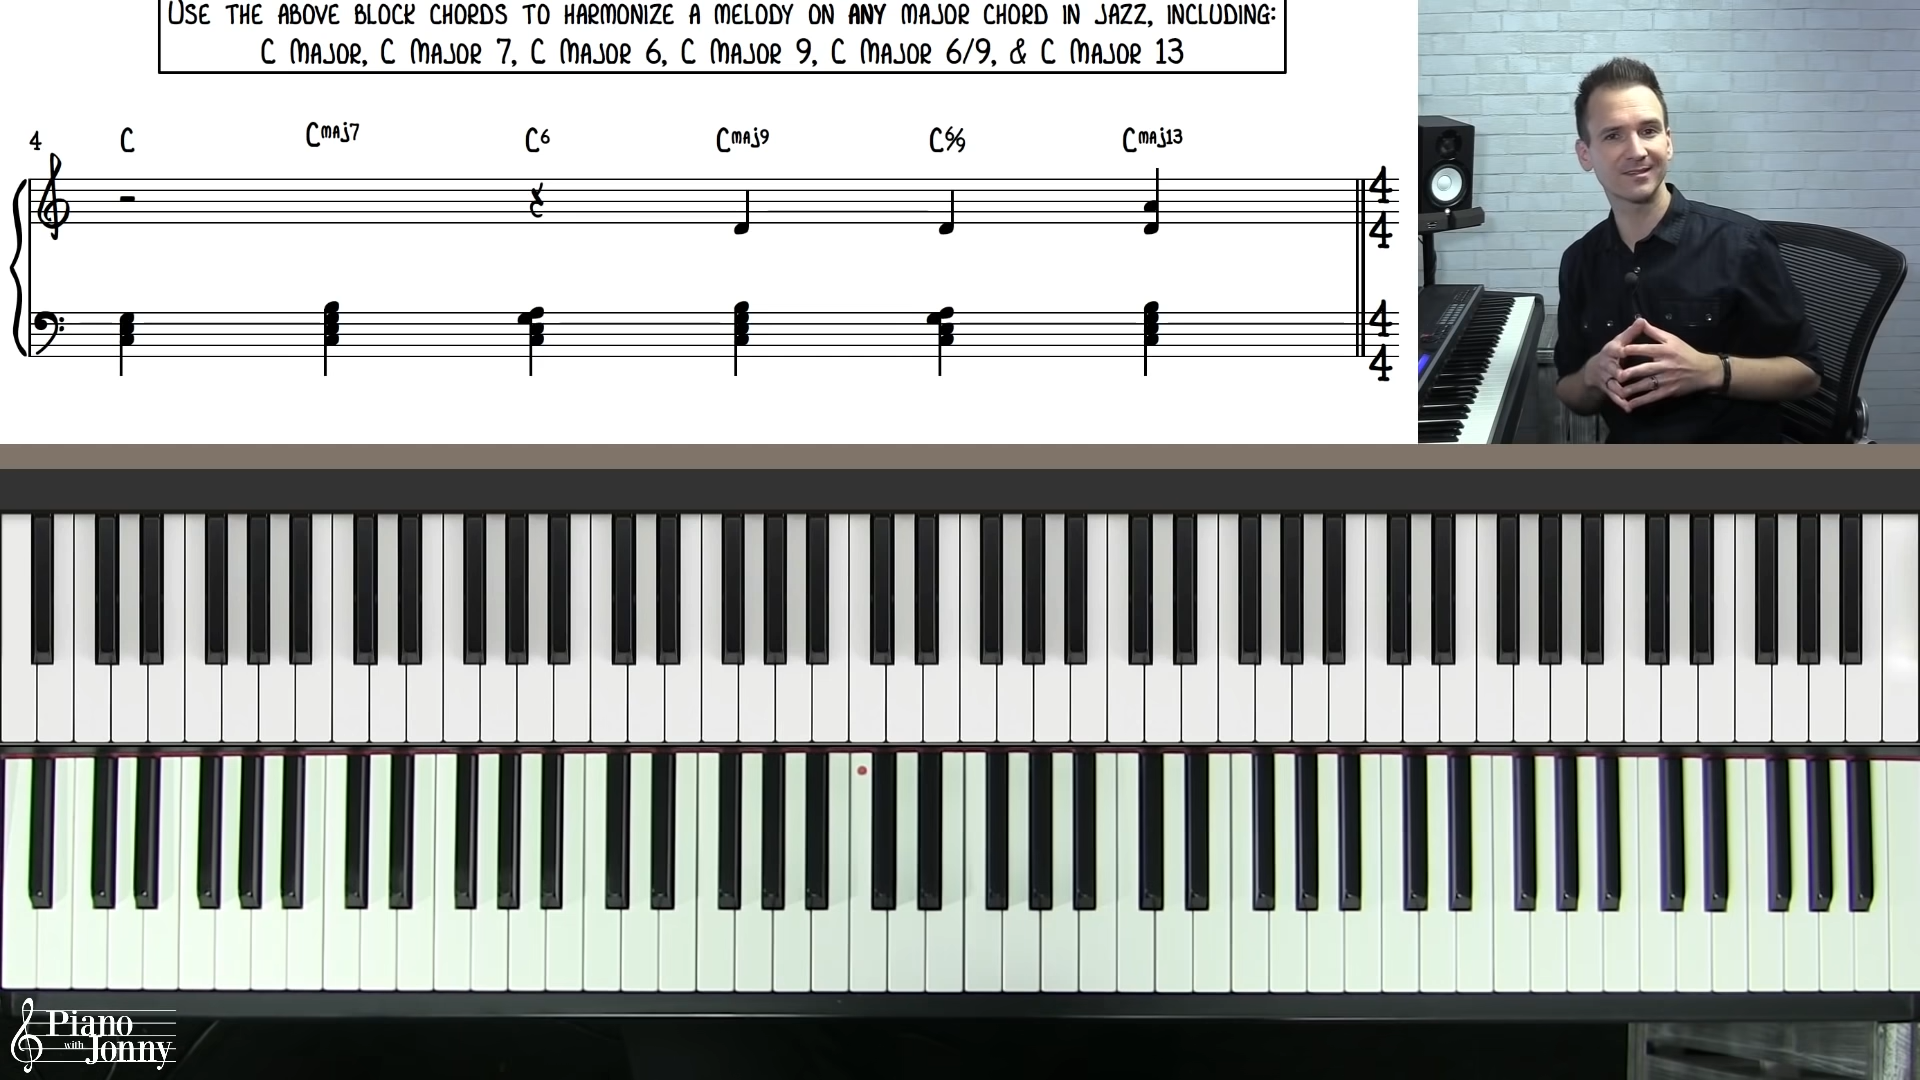 USE THE ABOVE BLOCK CHORDS TO HARMONIZE A MELODY ON ANY MAJOR CHORD IN JAZZ, INCLUDING:
C MAJOR, C MAJOR 7, C MAJOR 6, C MAJOR 9, C MAJOR 6/9, & C MAJOR 13
4 C Cmaj7 C6 Cmaj9 C6/9 Cmaj13
4
4
4
4
Piano
with Jonny